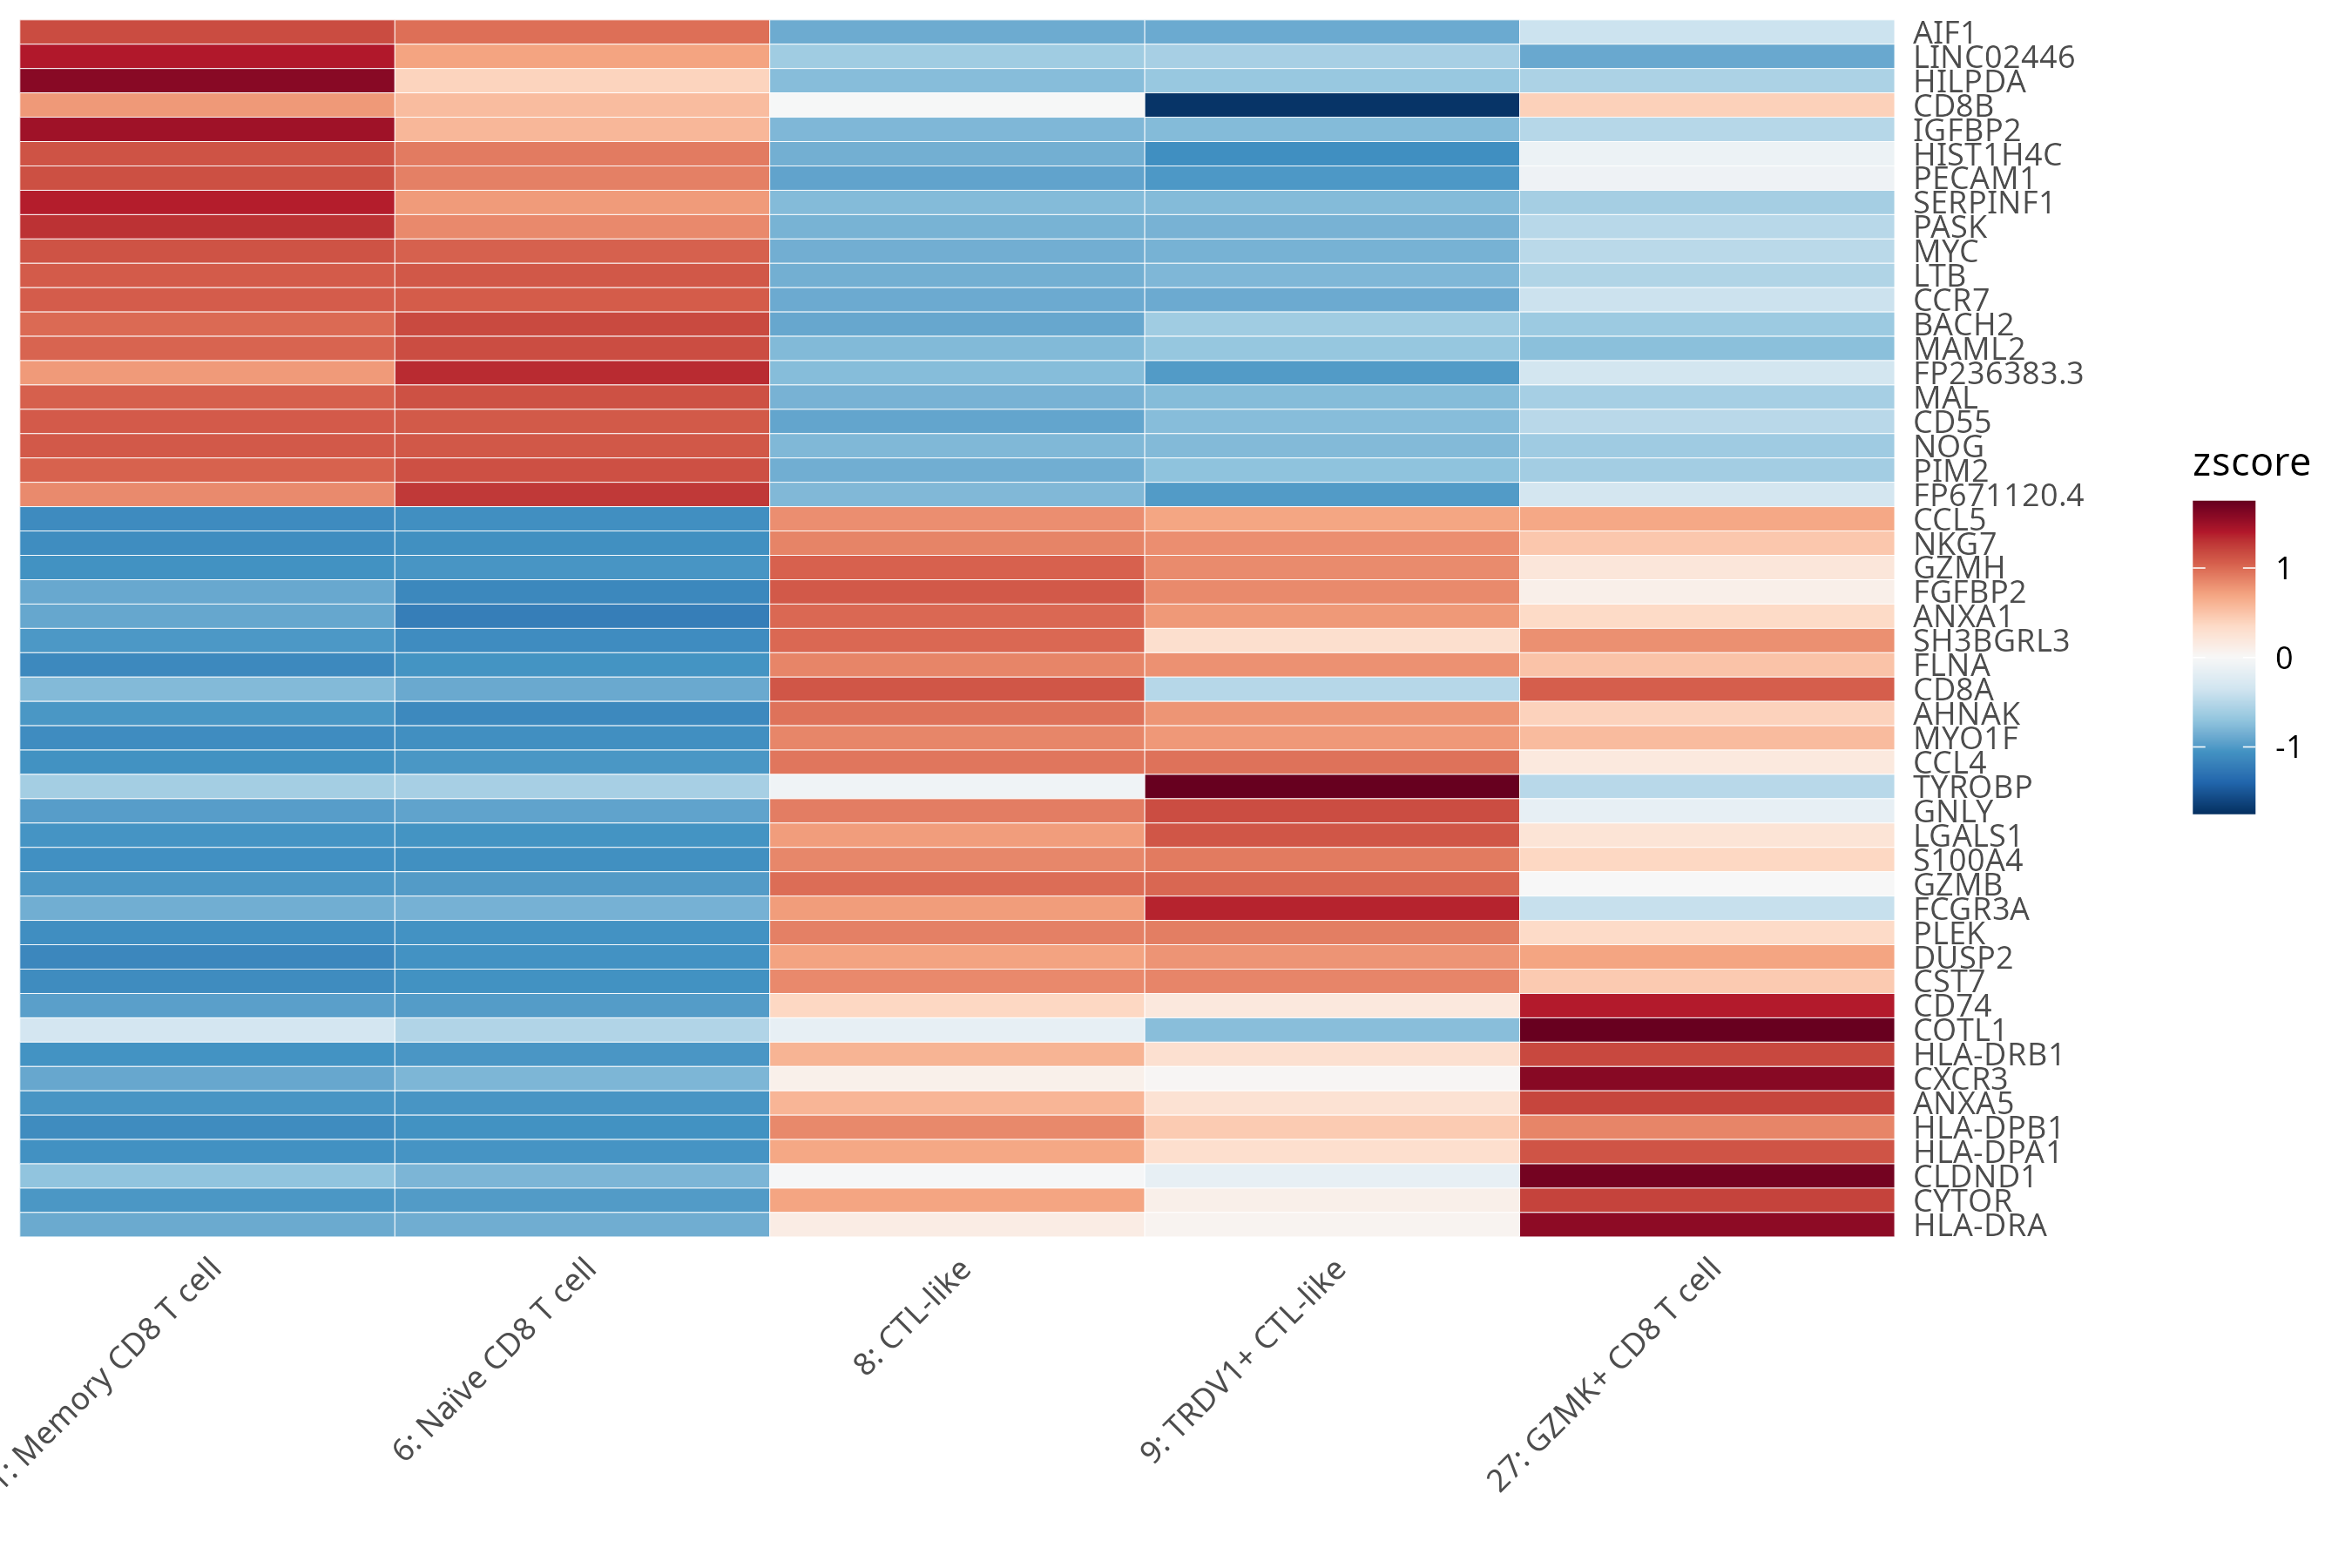 AIF1
LINC02446
HILPDA
CD8B
IGFBP2
HIST1H4C
PECAM1
SERPINF1
PASK
MYC
LTB
CCR7
BACH2
MAML2
FP236383.3
MAL
CD55
NOG
PIM2
FP671120.4
CCL5
NKG7
GZMH
FGFBP2
ANXA1
SH3BGRL3
FLNA
CD8A
AHNAK
MYO1F
CCL4
TYROBP
GNLY
LGALS1
S100A4
GZMB
FCGR3A
PLEK
DUSP2
CST7
CD74
COTL1
HLA-DRB1
CXCR3
ANXA5
HLA-DPB1
HLA-DPA1
CLDND1
CYTOR
HLA-DRA
zscore
1
0
-1
: Memory CD8 T cell
6: Naïve CD8 T cell
8: CTL-like
9: TRDV1+ CTL-like
27: GZMK+ CD8 T cell